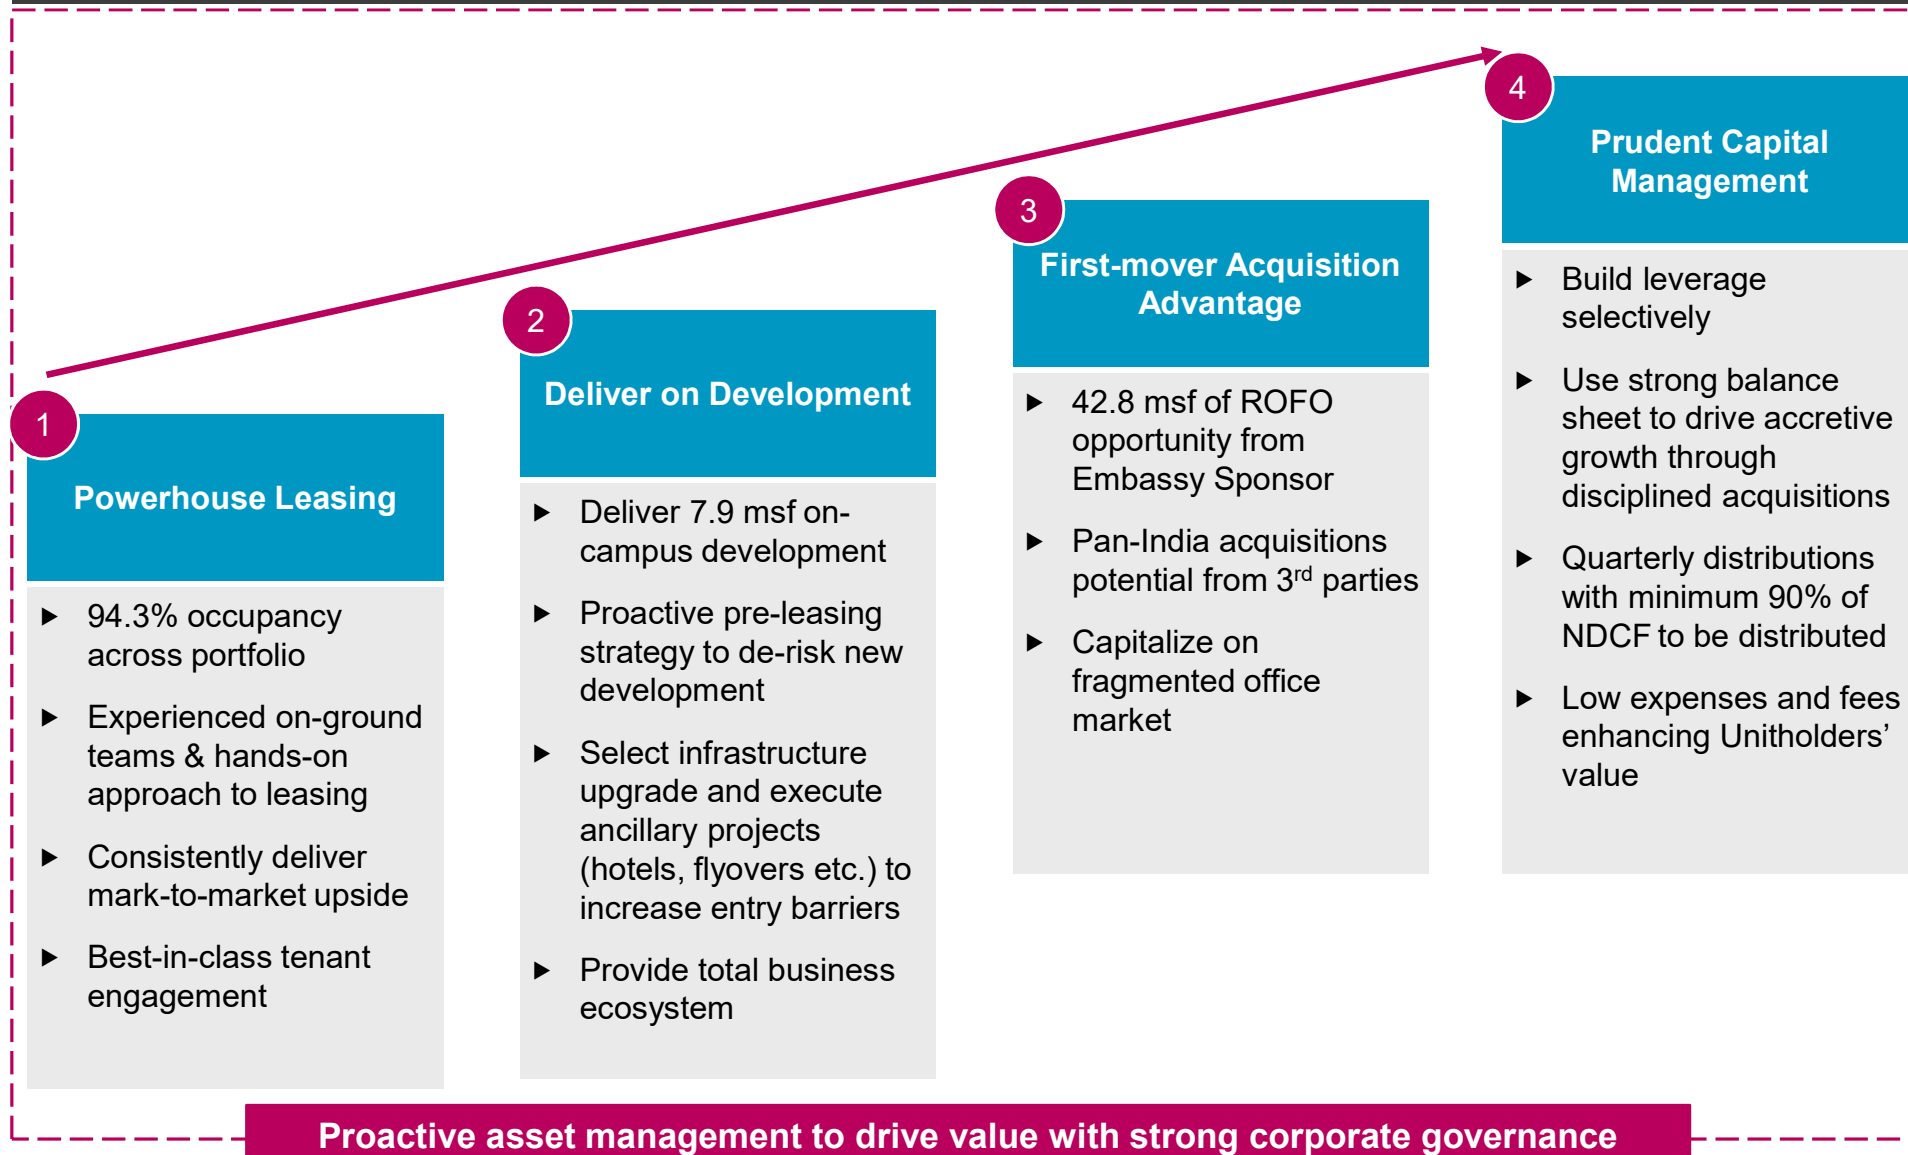 1
Powerhouse Leasing
▶ 94.3% occupancy
across portfolio
▶ Experienced on-ground
teams & hands-on
approach to leasing
▶ Consistently deliver
mark-to-market upside
▶ Best-in-class tenant
engagement
2
Deliver on Development
▶ Deliver 7.9 msf on-
campus development
▶ Proactive pre-leasing
strategy to de-risk new
development
▶ Select infrastructure
upgrade and execute
ancillary projects
(hotels, flyovers etc.) to
increase entry barriers
▶ Provide total business
ecosystem
3
First-mover Acquisition
Advantage
▶ 42.8 msf of ROFO
opportunity from
Embassy Sponsor
▶ Pan-India acquisitions
potential from 3rd parties
▶ Capitalize on
fragmented office
market
4
Prudent Capital
Management
▶ Build leverage
selectively
▶ Use strong balance
sheet to drive accretive
growth through
disciplined acquisitions
▶ Quarterly distributions
with minimum 90% of
NDCF to be distributed
▶ Low expenses and fees
enhancing Unitholders’
value
Proactive asset management to drive value with strong corporate governance